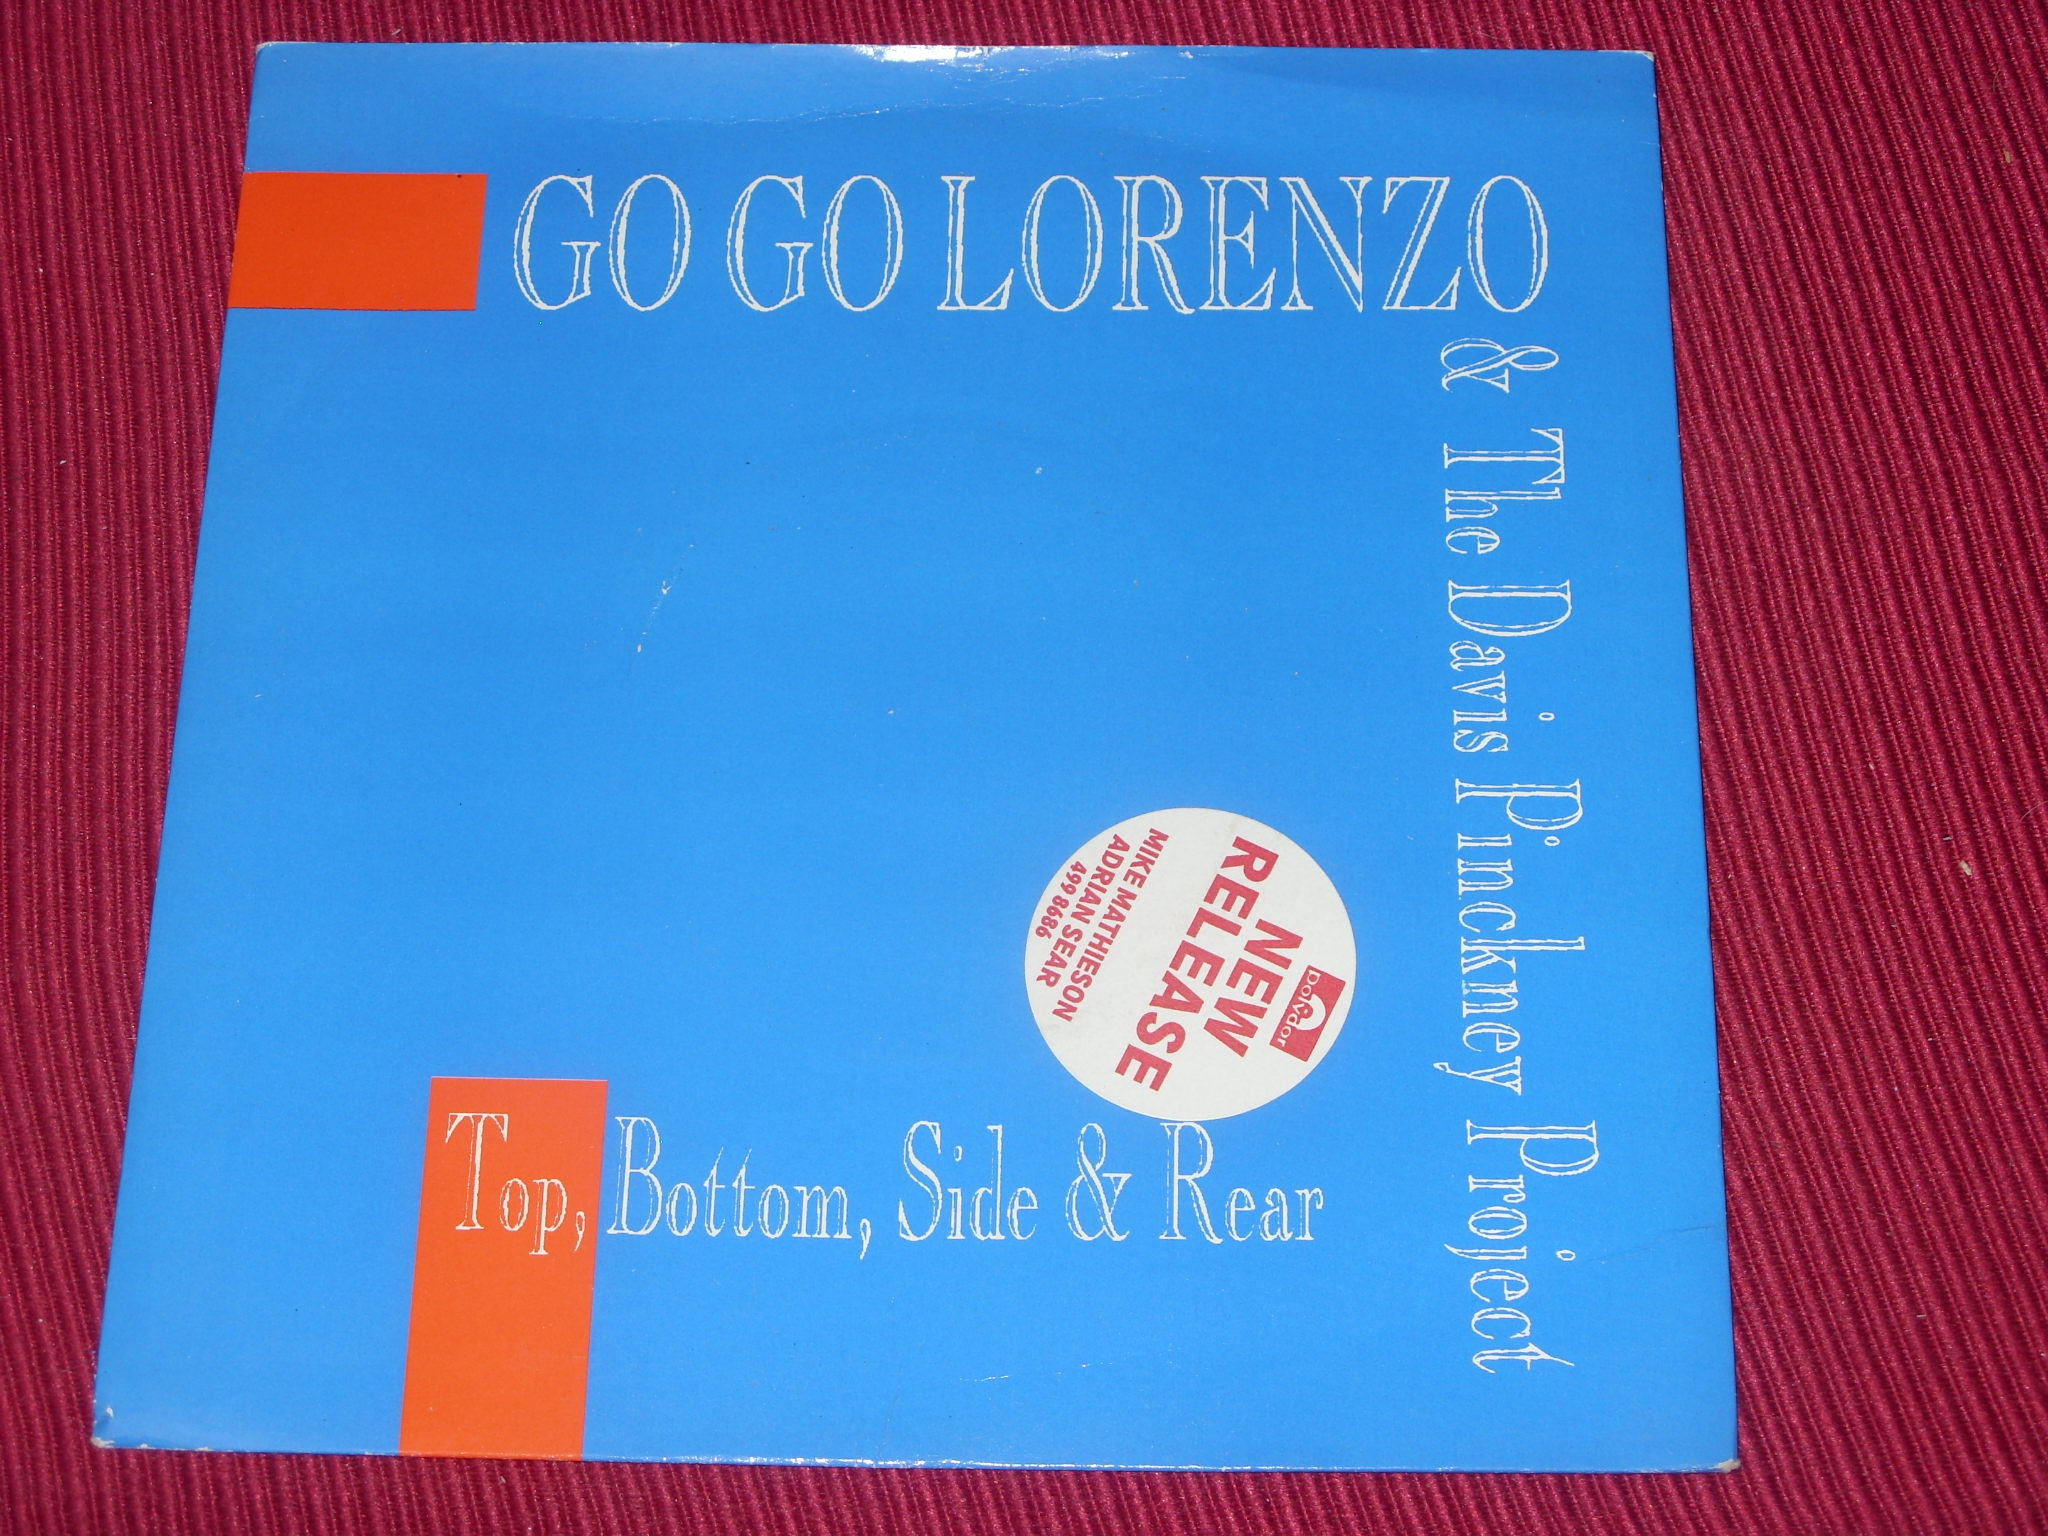 GO GO LORENZO
& The Davis Pinckney Project
Polydor
NEW
RELEASE
MIKE MATHIESON
ADRIAN SEAR
499 8686
Top, Bottom, Side & Rear